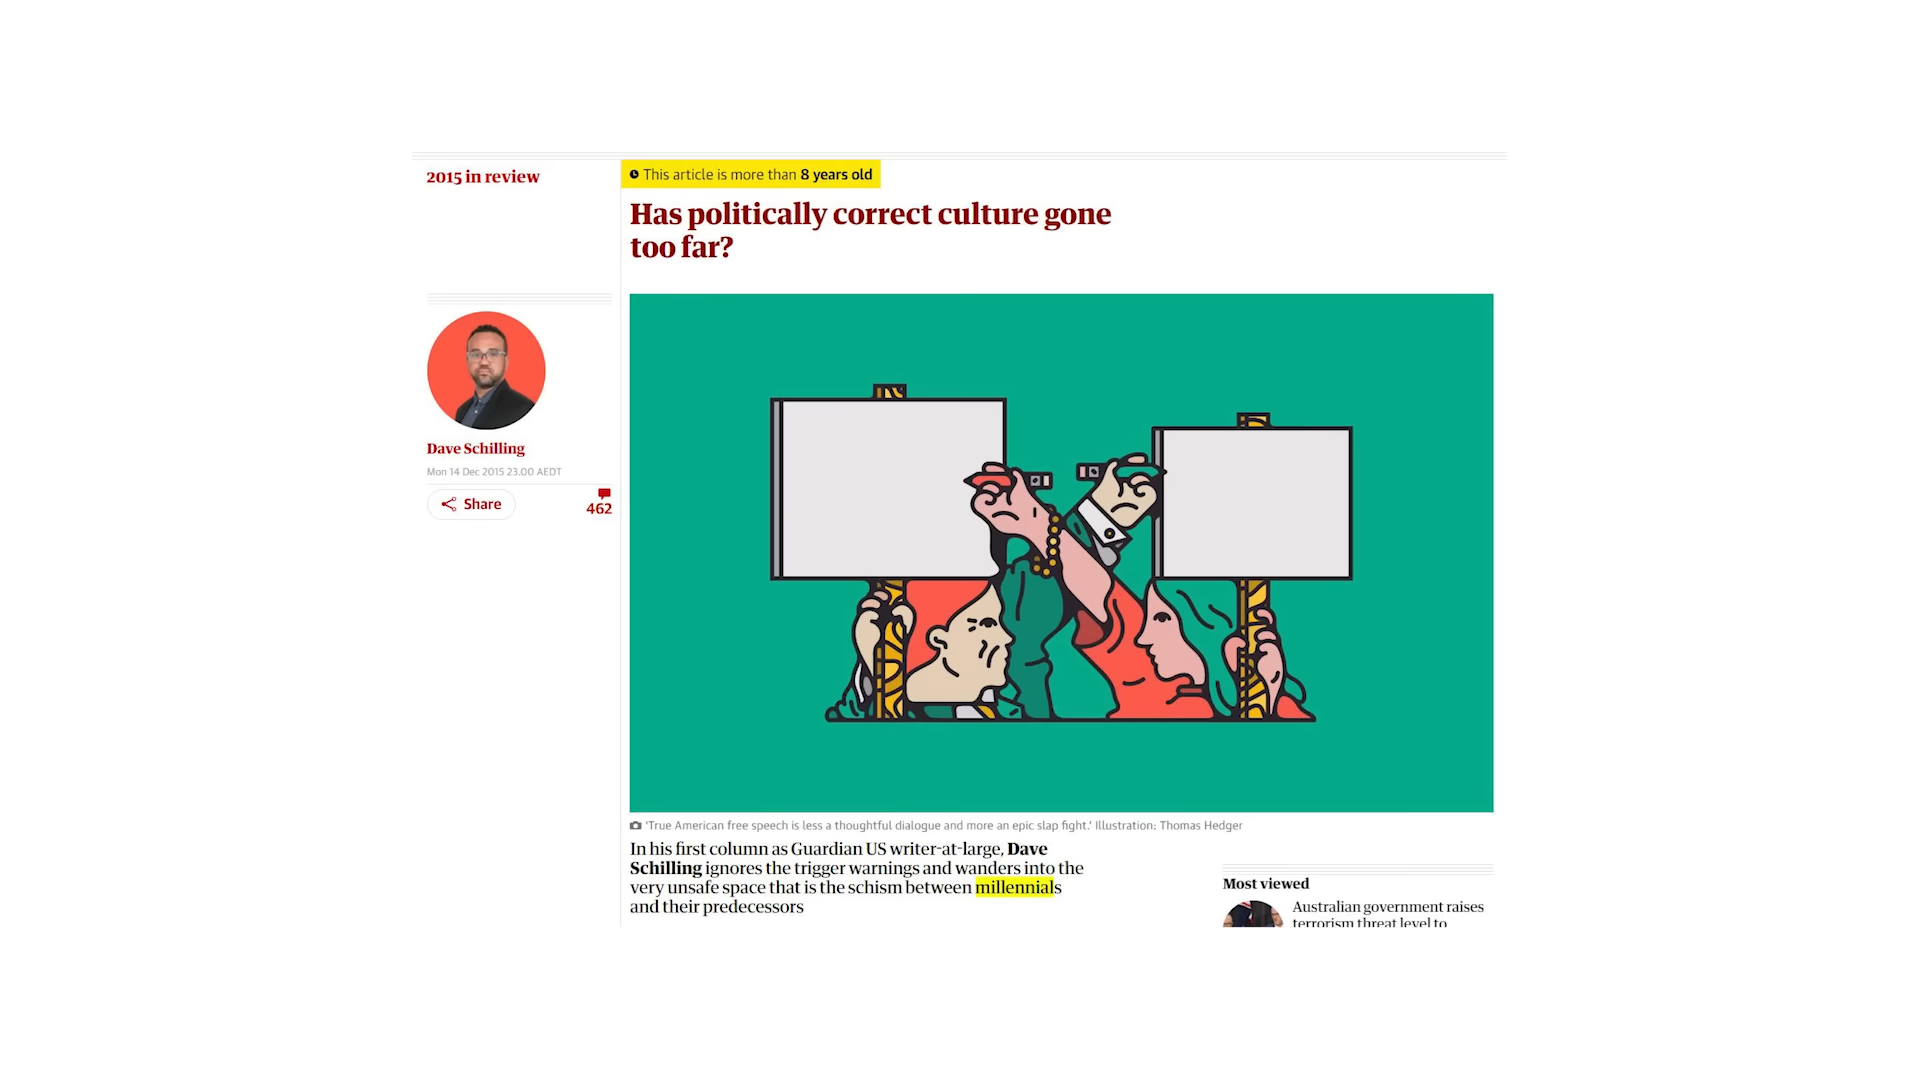 2015 in review
This article is more than 8 years old
Has politically correct culture gone
too far?
Dave Schilling
Mon 14 Dec 2015 23.00 AEDT
Share
462
'True American free speech is less a thoughtful dialogue and more an epic slap fight.' Illustration: Thomas Hedger
In his first column as Guardian US writer-at-large, Dave
Schilling ignores the trigger warnings and wanders into the
very unsafe space that is the schism between millennials
and their predecessors
Most viewed
Australian government raises
terrorism threat level to